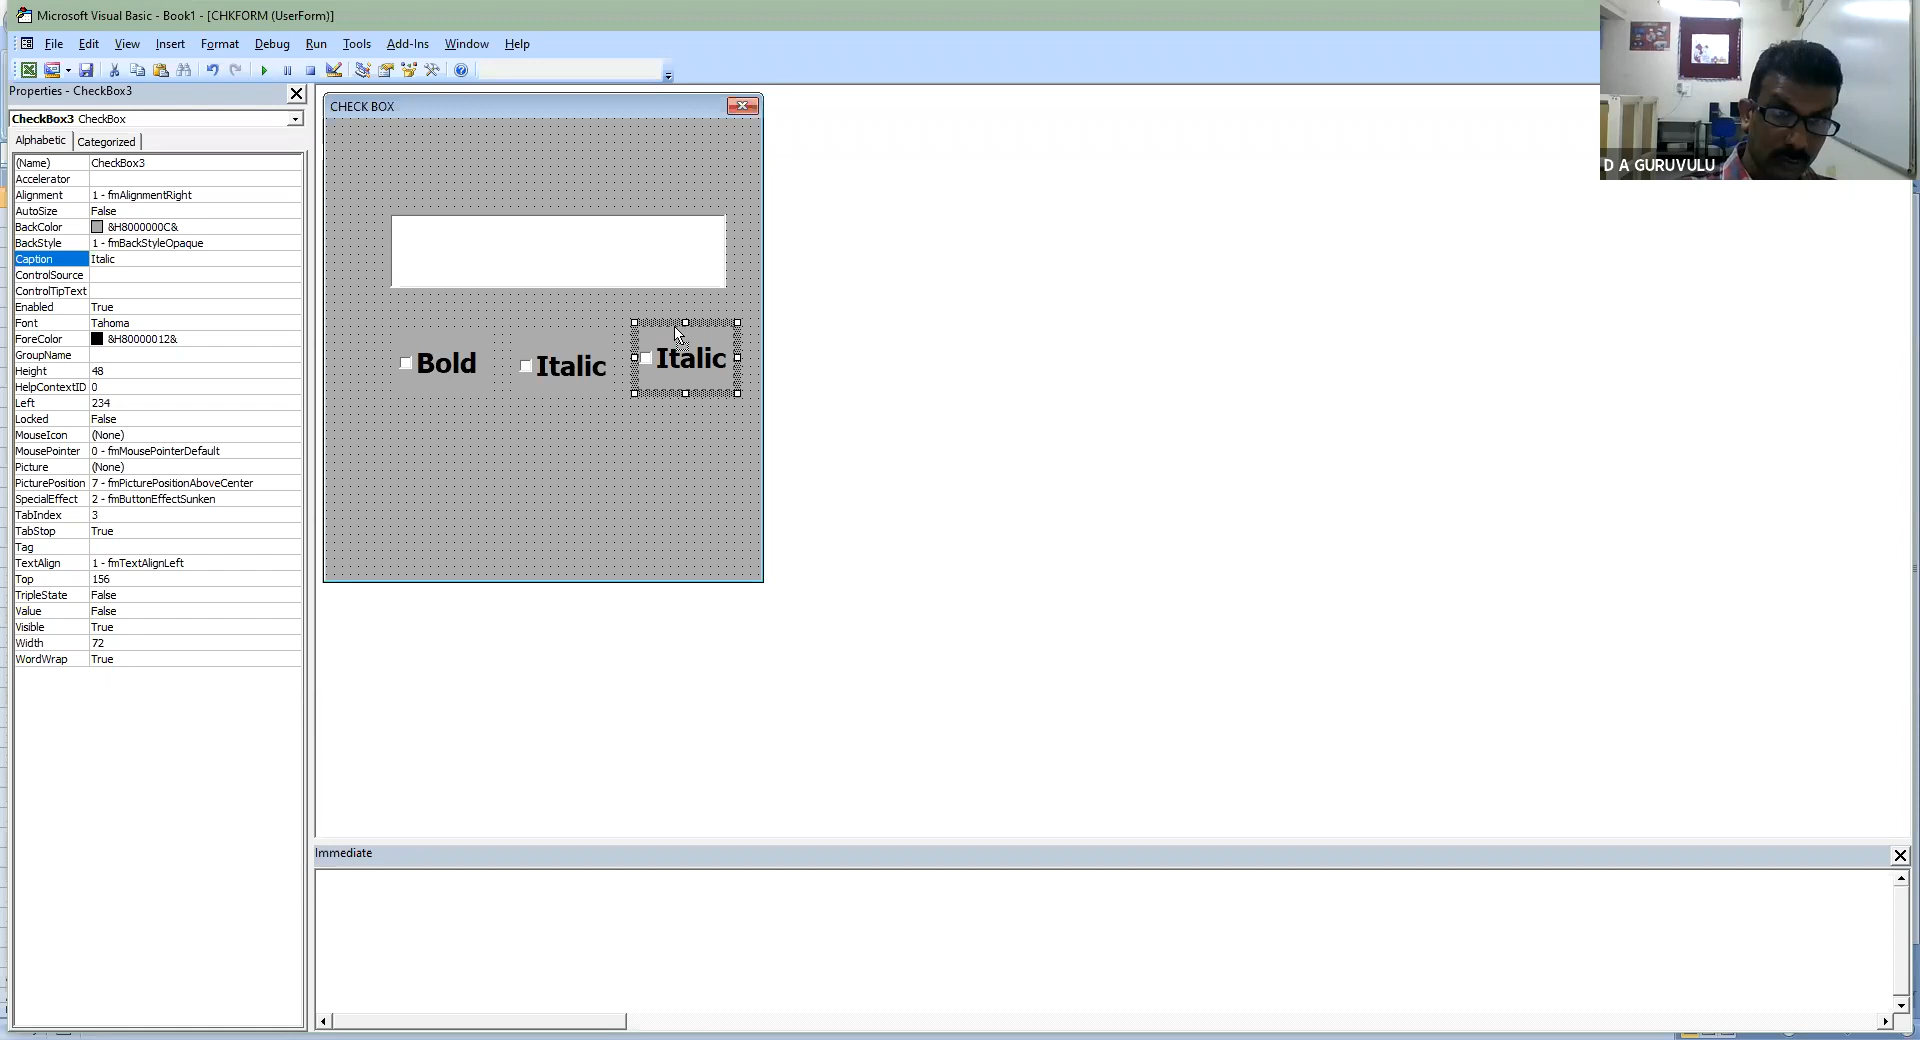 Microsoft Visual Basic - Book1 - [CHKFORM (UserForm)]
File Edit View Insert Format Debug Run Tools Add-Ins Window Help
Properties - CheckBox3
CheckBox3 CheckBox
Alphabetic Categorized
(Name) CheckBox3
Accelerator
Alignment 1 - fmAlignmentRight
AutoSize False
BackColor &H8000000C&
BackStyle 1 - fmBackStyleOpaque
Caption Italic
ControlSource
ControlTipText
Enabled True
Font Tahoma
ForeColor &H80000012&
GroupName
Height 48
HelpContextID 0
Left 234
Locked False
MouseIcon (None)
MousePointer 0 - fmMousePointerDefault
Picture (None)
PicturePosition 7 - fmPicturePositionAboveCenter
SpecialEffect 2 - fmButtonEffectSunken
TabIndex 3
TabStop True
Tag
TextAlign 1 - fmTextAlignLeft
Top 156
TripleState False
Value False
Visible True
Width 72
WordWrap True
CHECK BOX
Bold Italic Italic
Immediate
D A GURUVULU